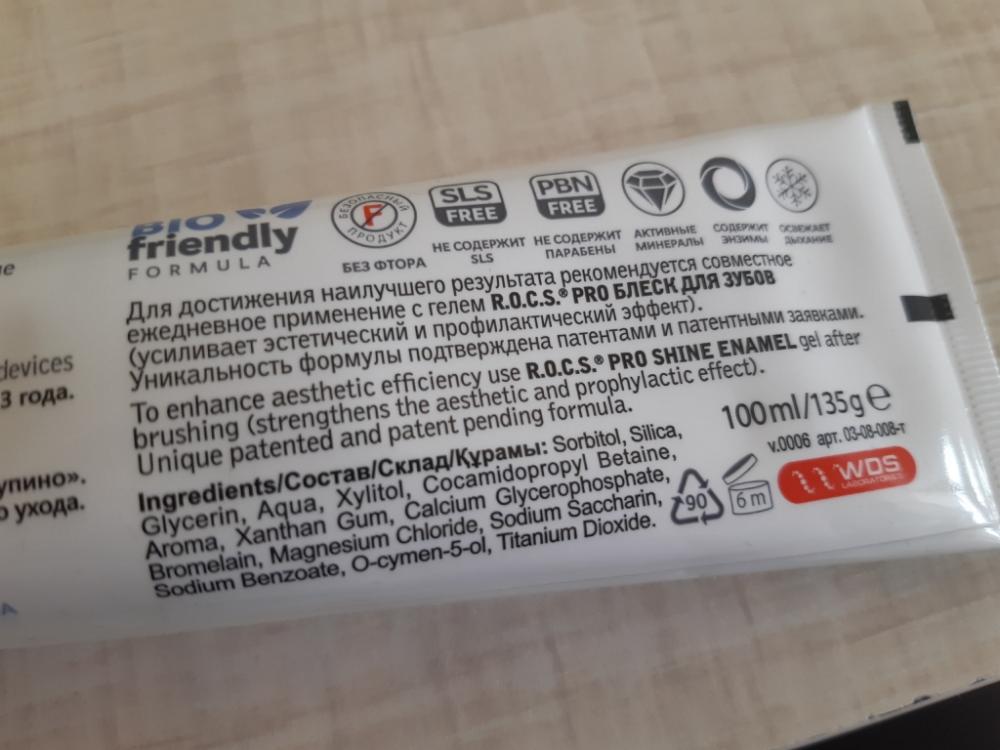 BIO
friendly
FORMULA
БЕЗОПАСНЫЙ
F
ПРОДУКТ
БЕЗ ФТОРА
SLS
FREE
НЕ СОДЕРЖИТ
SLS
PBN
FREE
НЕ СОДЕРЖИТ
ПАРАБЕНЫ
АКТИВНЫЕ
МИНЕРАЛЫ
СОДЕРЖИТ
ЭНЗИМЫ
ОСВЕЖАЕТ
ДЫХАНИЕ
Для достижения наилучшего результата рекомендуется совместное
ежедневное применение с гелем R.O.C.S.® PRO БЛЕСК ДЛЯ ЗУБОВ
(усиливает эстетический и профилактический эффект).
Уникальность формулы подтверждена патентами и патентными заявками.
To enhance aesthetic efficiency use R.O.C.S.® PRO SHINE ENAMEL gel after
brushing (strengthens the aesthetic and prophylactic effect).
Unique patented and patent pending formula.
Ingredients/Состав/Склад/Құрамы: Sorbitol, Silica,
Glycerin, Aqua, Xylitol, Cocamidopropyl Betaine,
Aroma, Xanthan Gum, Calcium Glycerophosphate,
Bromelain, Magnesium Chloride, Sodium Saccharin,
Sodium Benzoate, O-cymen-5-ol, Titanium Dioxide.
90
6 m
100ml/135g e
v.0006 арт. 03-08-008-т
WDS
LABORATORIES
devices
3 года.
упино».
о ухода.